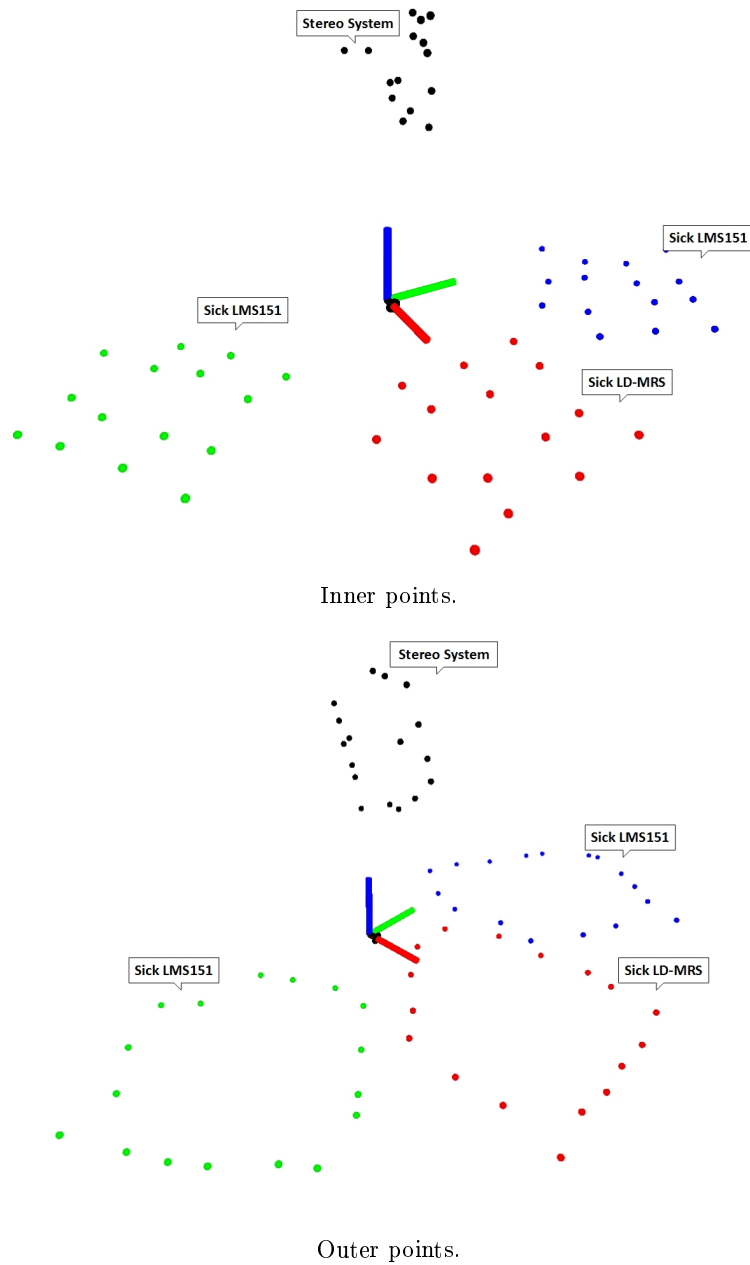 Stereo System
Sick LMS151
Sick LMS151
Sick LD-MRS
Inner points.
Stereo System
Sick LMS151
Sick LMS151
Sick LD-MRS
Outer points.